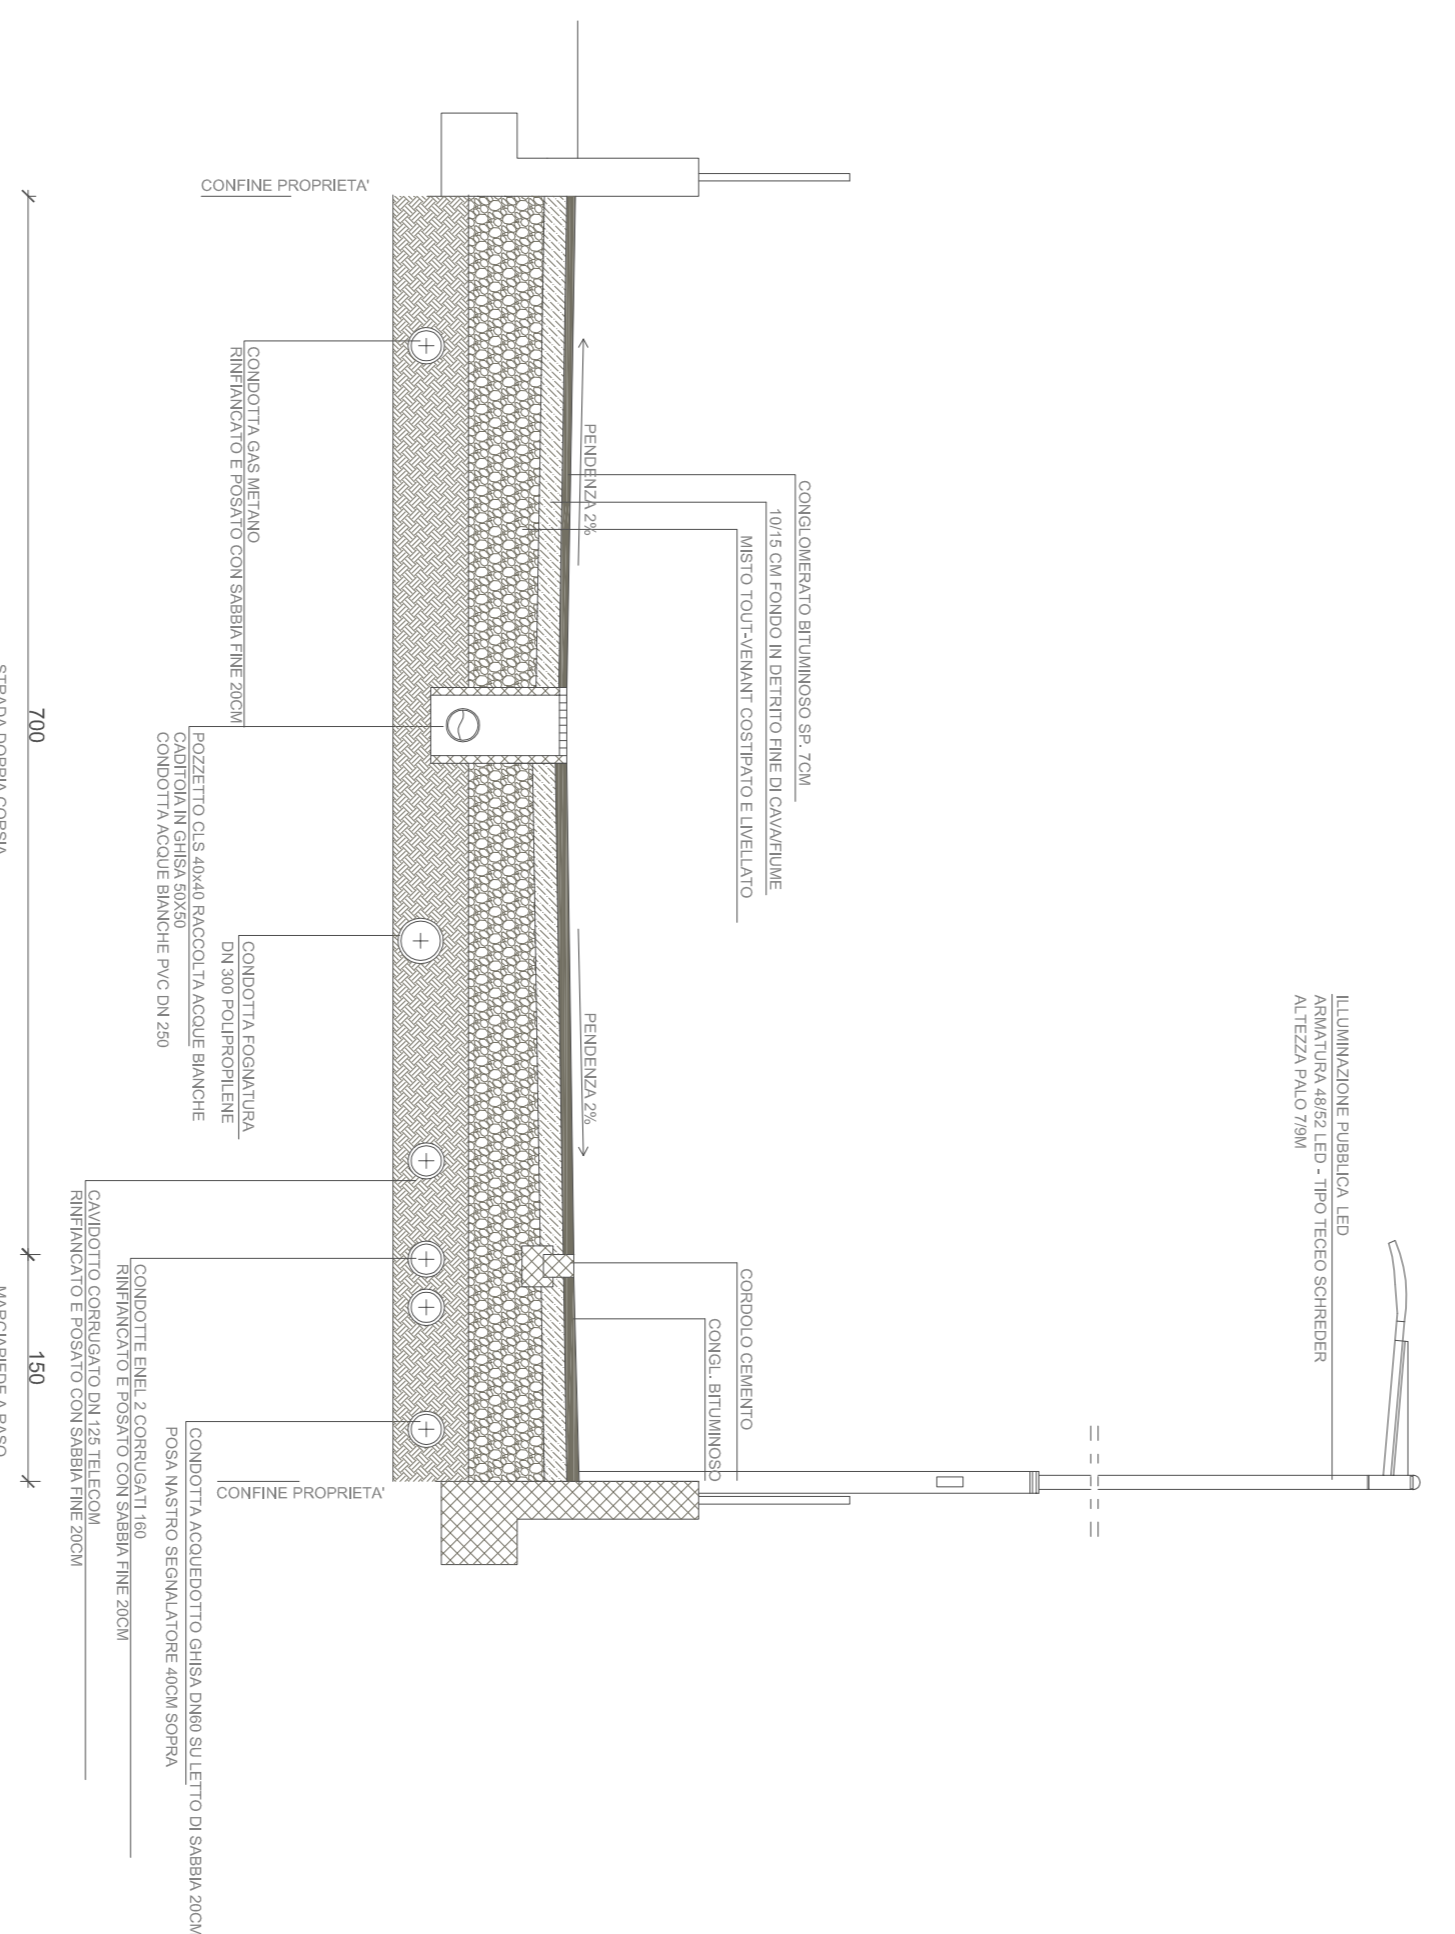 ILLUMINAZIONE PUBBLICA LED
ARMATURA 48/52 LED - TIPO TECEO SCHREDER
ALTEZZA PALO 7/9M
CONGLOMERATO BITUMINOSO SP. 7CM
10/15 CM FONDO IN DETRITO FINE DI CAVA/FIUME
MISTO TOUT-VENANT COSTIPATO E LIVELLATO
CORDOLO CEMENTO
CONGL. BITUMINOSO
PENDENZA 2%
PENDENZA 2%
CONFINE PROPRIETA'
CONFINE PROPRIETA'
CONDOTTA GAS METANO
RINFIANCATO E POSATO CON SABBIA FINE 20CM
POZZETTO CLS 40x40 RACCOLTA ACQUE BIANCHE
CADITOIA IN GHISA 50X50
CONDOTTA ACQUE BIANCHE PVC DN 250
CONDOTTA FOGNATURA
DN 300 POLIPROPILENE
CONDOTTA ACQUEDOTTO GHISA DN60 SU LETTO DI SABBIA 20CM
POSA NASTRO SEGNALATORE 40CM SOPRA
CONDOTTE ENEL 2 CORRUGATI 160
RINFIANCATO E POSATO CON SABBIA FINE 20CM
CAVIDOTTO CORRUGATO DN 125 TELECOM
RINFIANCATO E POSATO CON SABBIA FINE 20CM
700
150
STRADA DOPPIA CORSIA
MARCIAPIEDE A RASO